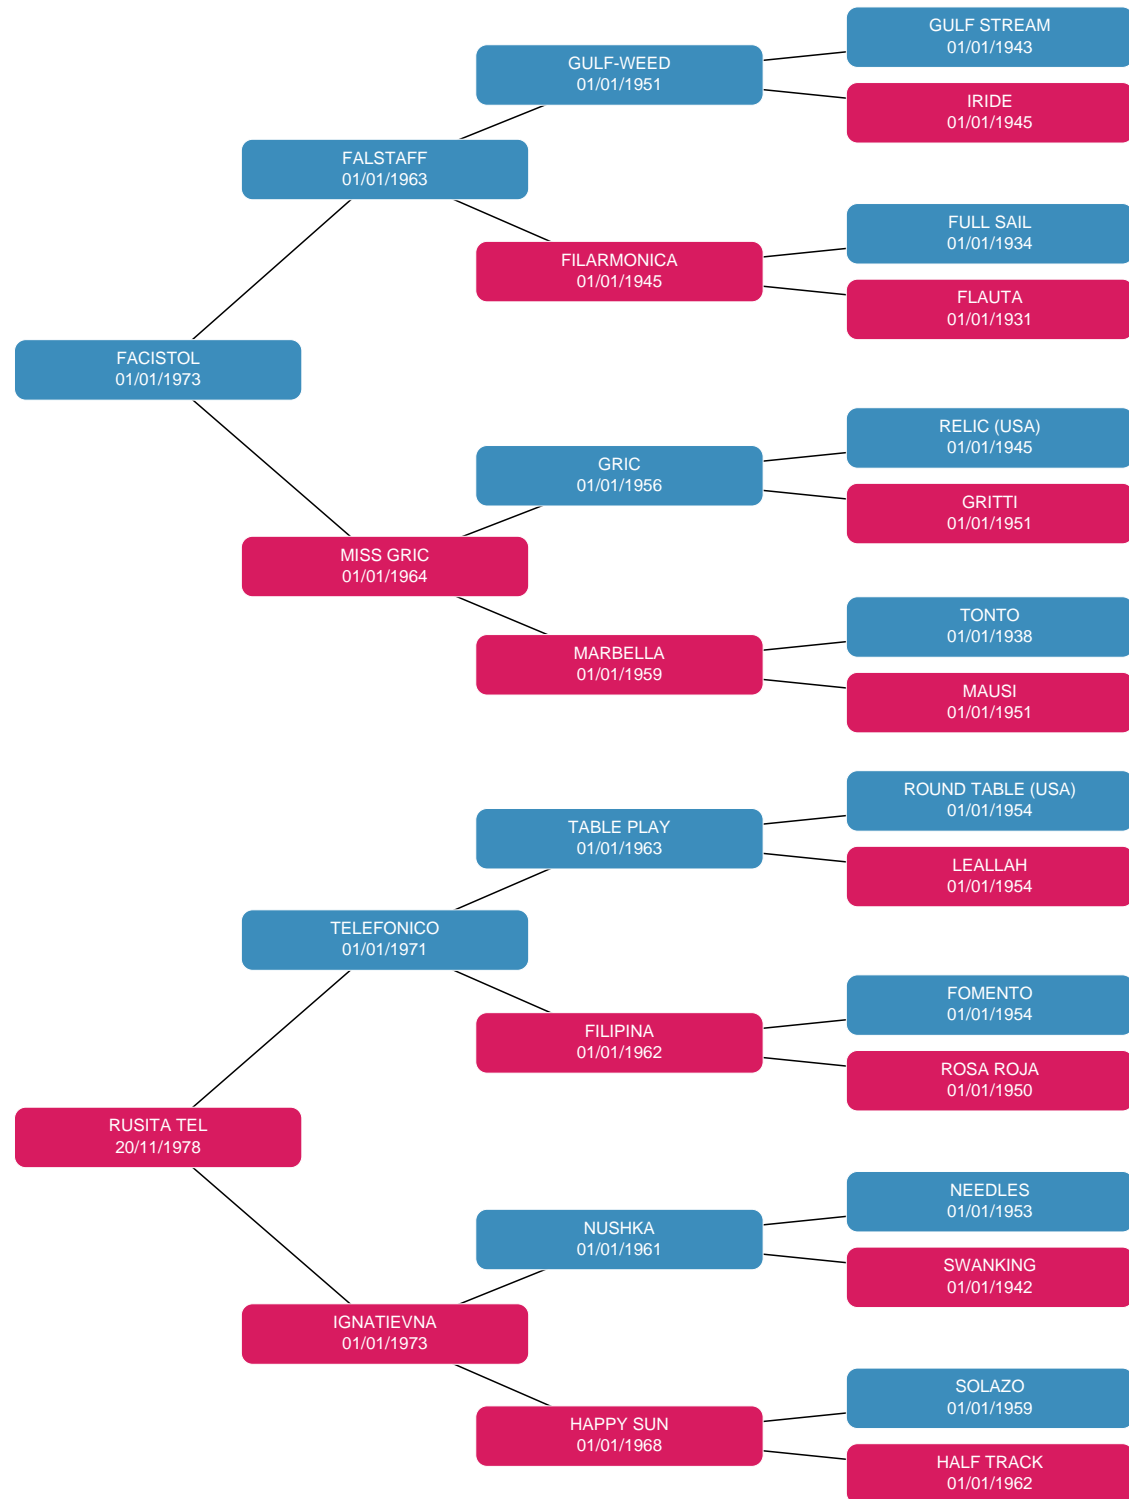 GULF STREAM
01/01/1943
GULF-WEED
01/01/1951
IRIDE
01/01/1945
FALSTAFF
01/01/1963
FULL SAIL
01/01/1934
FILARMONICA
01/01/1945
FLAUTA
01/01/1931
FACISTOL
01/01/1973
RELIC (USA)
01/01/1945
GRIC
01/01/1956
GRITTI
01/01/1951
MISS GRIC
01/01/1964
TONTO
01/01/1938
MARBELLA
01/01/1959
MAUSI
01/01/1951
ROUND TABLE (USA)
01/01/1954
TABLE PLAY
01/01/1963
LEALLAH
01/01/1954
TELEFONICO
01/01/1971
FOMENTO
01/01/1954
FILIPINA
01/01/1962
ROSA ROJA
01/01/1950
RUSITA TEL
20/11/1978
NEEDLES
01/01/1953
NUSHKA
01/01/1961
SWANKING
01/01/1942
IGNATIEVNA
01/01/1973
SOLAZO
01/01/1959
HAPPY SUN
01/01/1968
HALF TRACK
01/01/1962